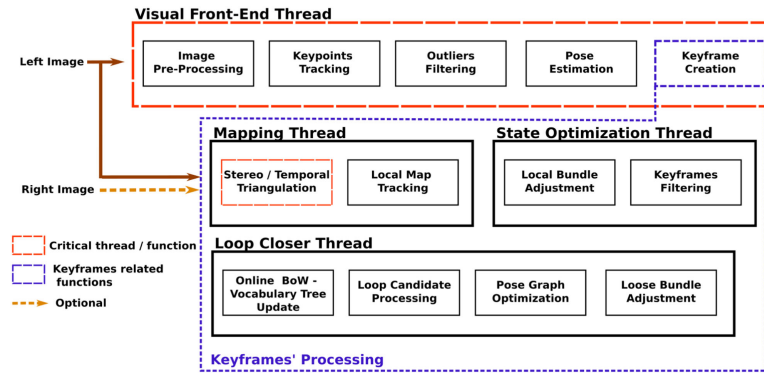 Visual Front-End Thread
Left Image
Image
Pre-Processing
Keypoints
Tracking
Outliers
Filtering
Pose
Estimation
Keyframe
Creation
Mapping Thread
State Optimization Thread
Right Image
Stereo / Temporal
Triangulation
Local Map
Tracking
Local Bundle
Adjustment
Keyframes
Filtering
Loop Closer Thread
Online BoW -
Vocabulary Tree
Update
Loop Candidate
Processing
Pose Graph
Optimization
Loose Bundle
Adjustment
Critical thread / function
Keyframes related
functions
Optional
Keyframes' Processing